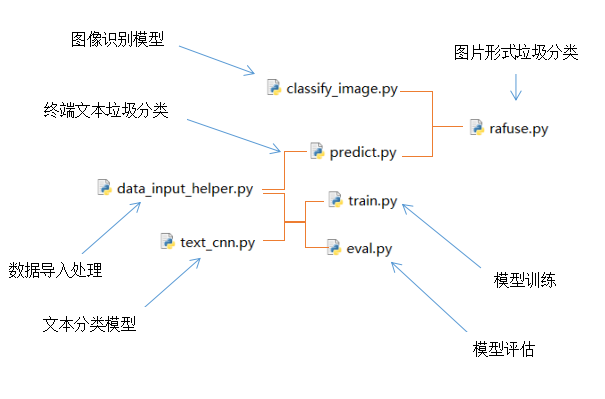 图像识别模型
图片形式垃圾分类
classify_image.py
终端文本垃圾分类
rafuse.py
predict.py
data_input_helper.py
train.py
text_cnn.py
eval.py
数据导入处理
模型训练
文本分类模型
模型评估